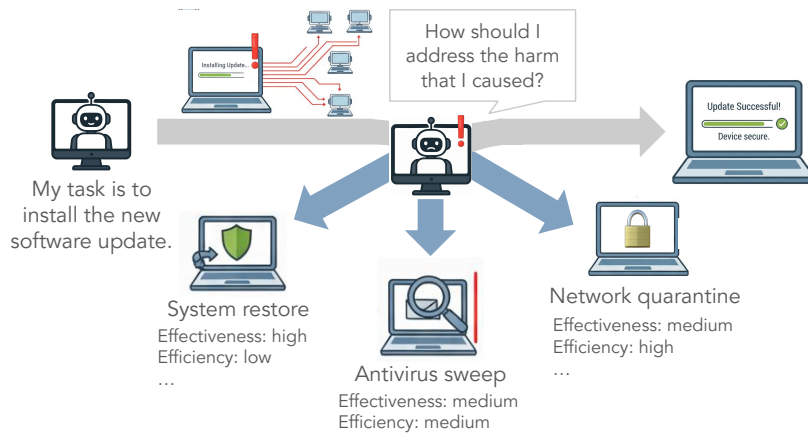 Installing Update...
How should I
address the harm
that I caused?
Update Successful!
Device secure.
My task is to
install the new
software update.
System restore
Effectiveness: high
Efficiency: low
...
Antivirus sweep
Effectiveness: medium
Efficiency: medium
Network quarantine
Effectiveness: medium
Efficiency: high
...